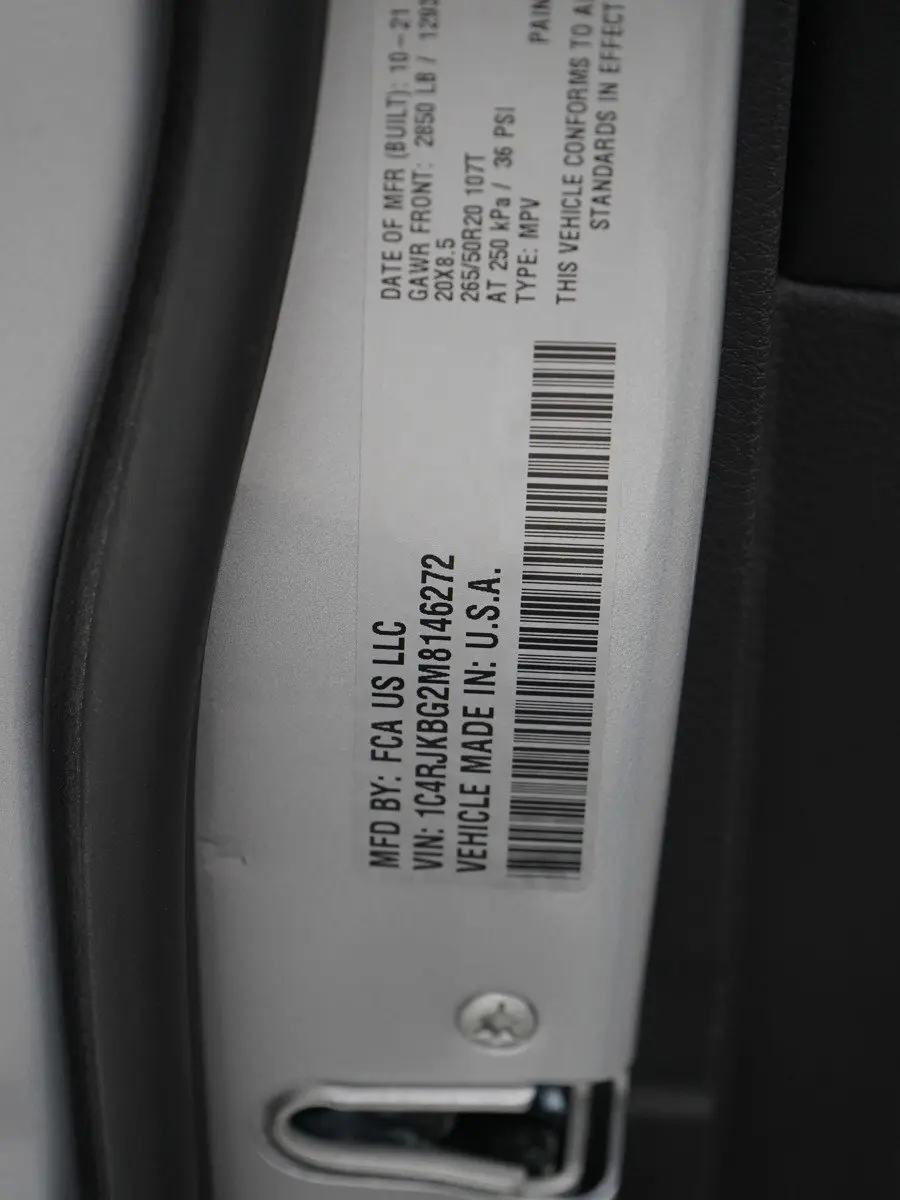 MFD BY: FCA US LLC
VIN: 1C4RJKBG2M8146272
VEHICLE MADE IN: U.S.A.
DATE OF MFR (BUILT): 10-21
GAWR FRONT: 2850 LB /
20X8.5
265/50R20 107T
AT 250 kPa / 36 PSI
TYPE: MPV
THIS VEHICLE CONFORMS TO
STANDARDS IN EFFECT